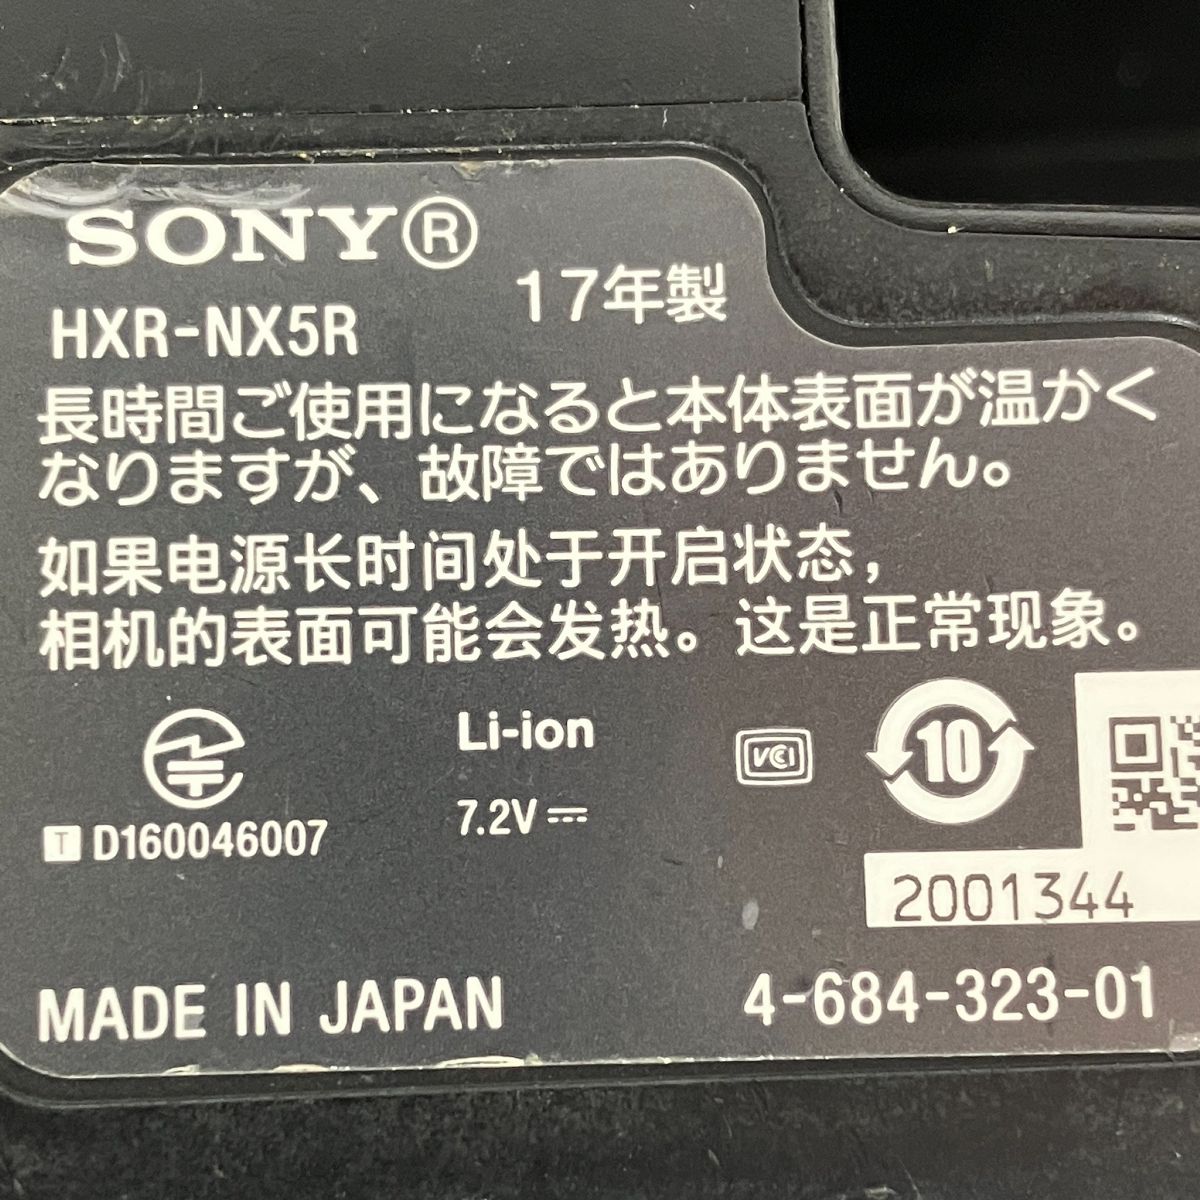 SONY®
17年製
HXR-NX5R
長時間ご使用になると本体表面が温かく
なりますが、故障ではありません。
如果电源长时间处于开启状态，
相机的表面可能会发热。这是正常现象。
Li-ion
VCCI
10
7.2V
T D160046007
2001344
MADE IN JAPAN
4-684-323-01